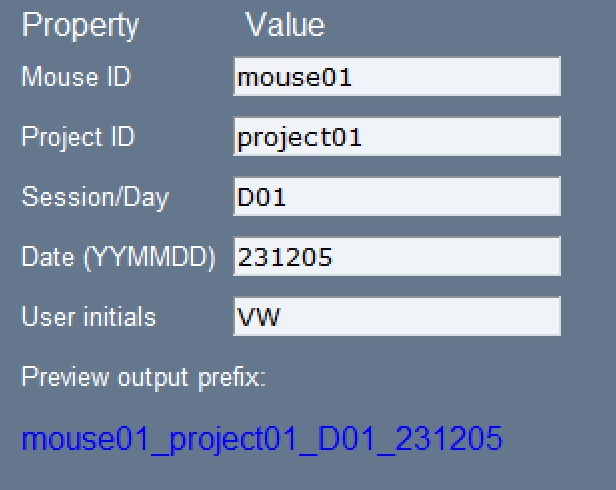 Property Value
Mouse ID mouse01
Project ID project01
Session/Day D01
Date (YYMMDD) 231205
User initials VW
Preview output prefix:
mouse01_project01_D01_231205